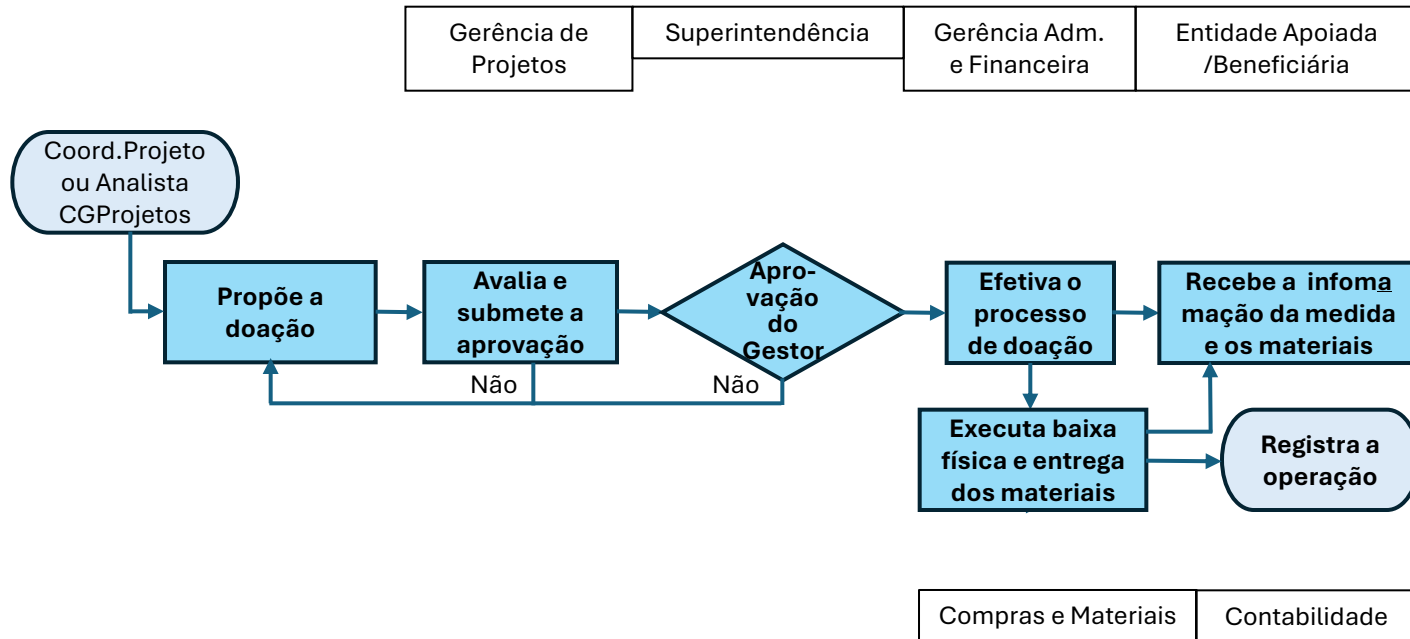 Gerência de
Projetos
Superintendência
Gerência Adm.
e Financeira
Entidade Apoiada
/Beneficiária
Coord.Projeto
ou Analista
CGProjetos
Propõe a
doação
Avalia e
submete a
aprovação
Apro-
vação
do
Gestor
Efetiva o
processo
de doação
Recebe a infoma
mação da medida
e os materiais
Não
Não
Executa baixa
física e entrega
dos materiais
Registra a
operação
Compras e Materiais
Contabilidade